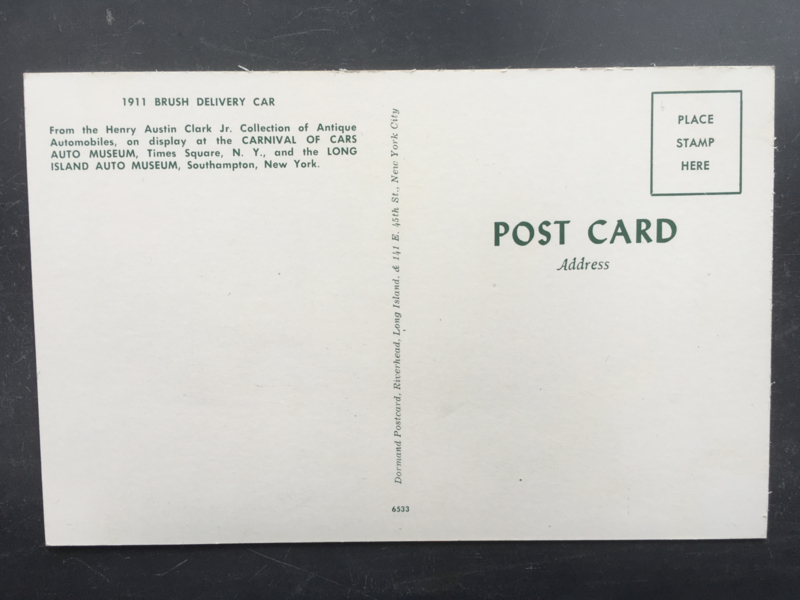 1911 BRUSH DELIVERY CAR
From the Henry Austin Clark Jr. Collection of Antique
Automobiles, on display at the CARNIVAL OF CARS
AUTO MUSEUM, Times Square, N. Y., and the LONG
ISLAND AUTO MUSEUM, Southampton, New York.
Dormand Postcard, Riverhead, Long Island, & 141 E. 45th St., New York City
6533
PLACE
STAMP
HERE
POST CARD
Address